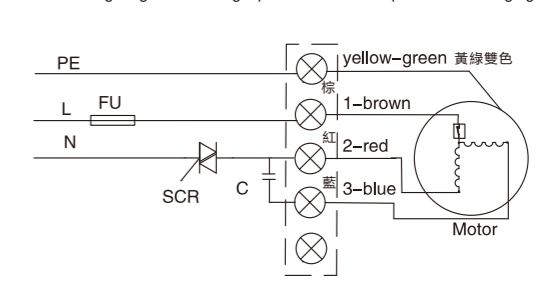 PE
yellow-green 黃綠雙色
棕
L
FU
1-brown
N
紅
2-red
SCR
C
藍
3-blue
Motor